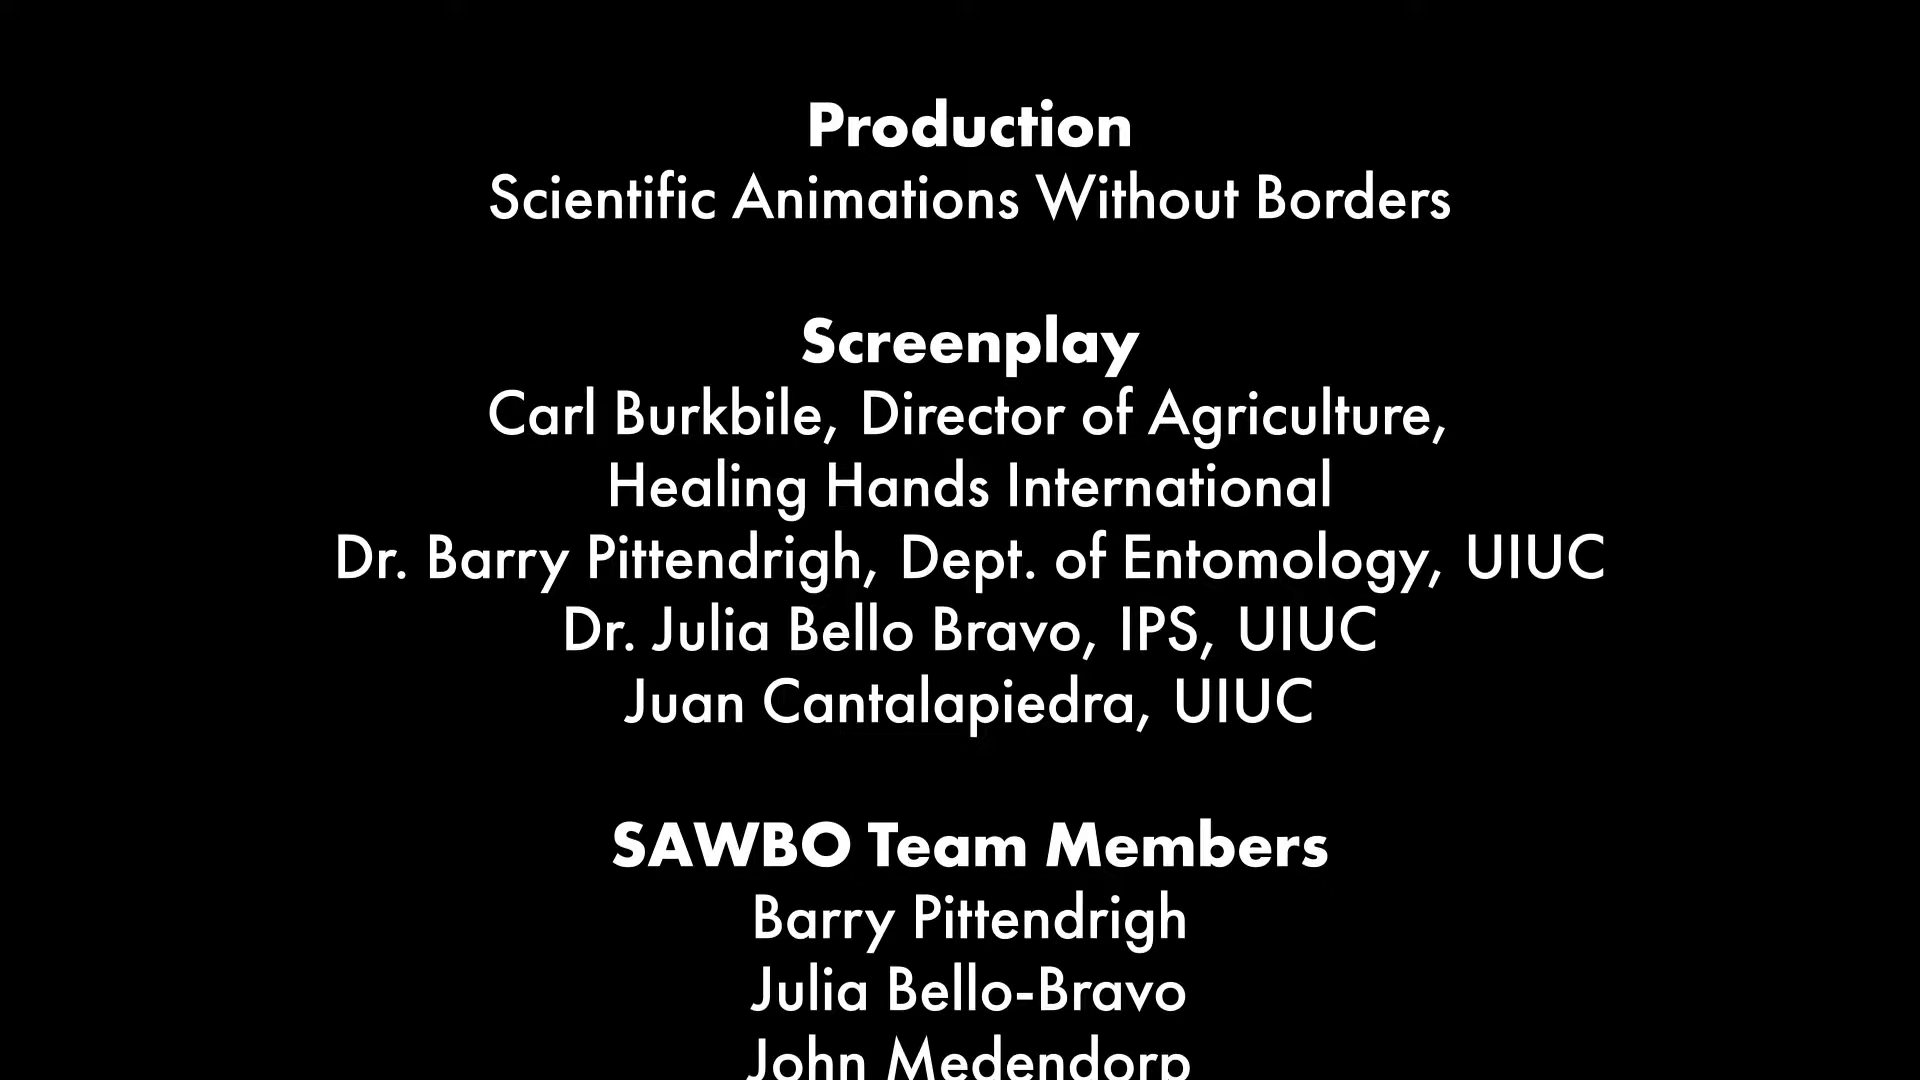 Production
Scientific Animations Without Borders
Screenplay
Carl Burkbile, Director of Agriculture,
Healing Hands International
Dr. Barry Pittendrigh, Dept. of Entomology, UIUC
Dr. Julia Bello Bravo, IPS, UIUC
Juan Cantalapiedra, UIUC
SAWBO Team Members
Barry Pittendrigh
Julia Bello-Bravo
John Medendorp